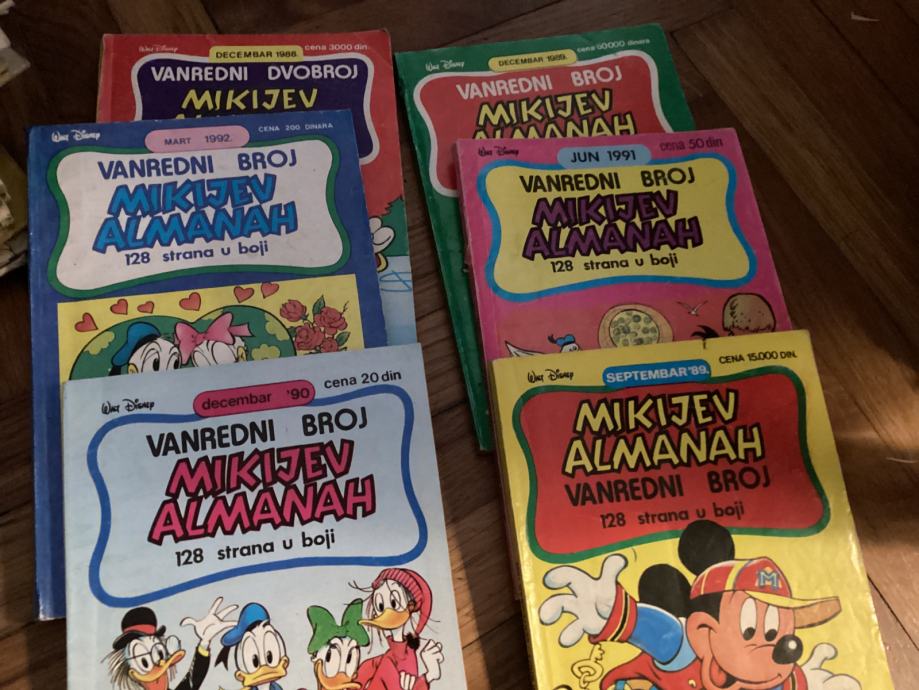 Walt Disney
DECEMBAR 1988.
cena 3000 din.
VANREDNI DVOBROJ
MIKIJEV
Walt Disney
DECEMBAR 1989.
dinara
VANREDNI BROJ
MIKIJEV
ALMANAH
Walt Disney
MART 1992.
CENA 200 DINARA
VANREDNI BROJ
MIKIJEV
ALMANAH
128 strana u boji
Walt Disney
JUN 1991
cena 50 din
VANREDNI BROJ
MIKIJEV
ALMANAH
128 strana u boji
Walt Disney
decembar '90
cena 20 din
VANREDNI BROJ
MIKIJEV
ALMANAH
128 strana u boji
Walt Disney
SEPTEMBAR '89.
CENA 15.000 DIN.
MIKIJEV
ALMANAH
VANREDNI BROJ
128 strana u boji
M